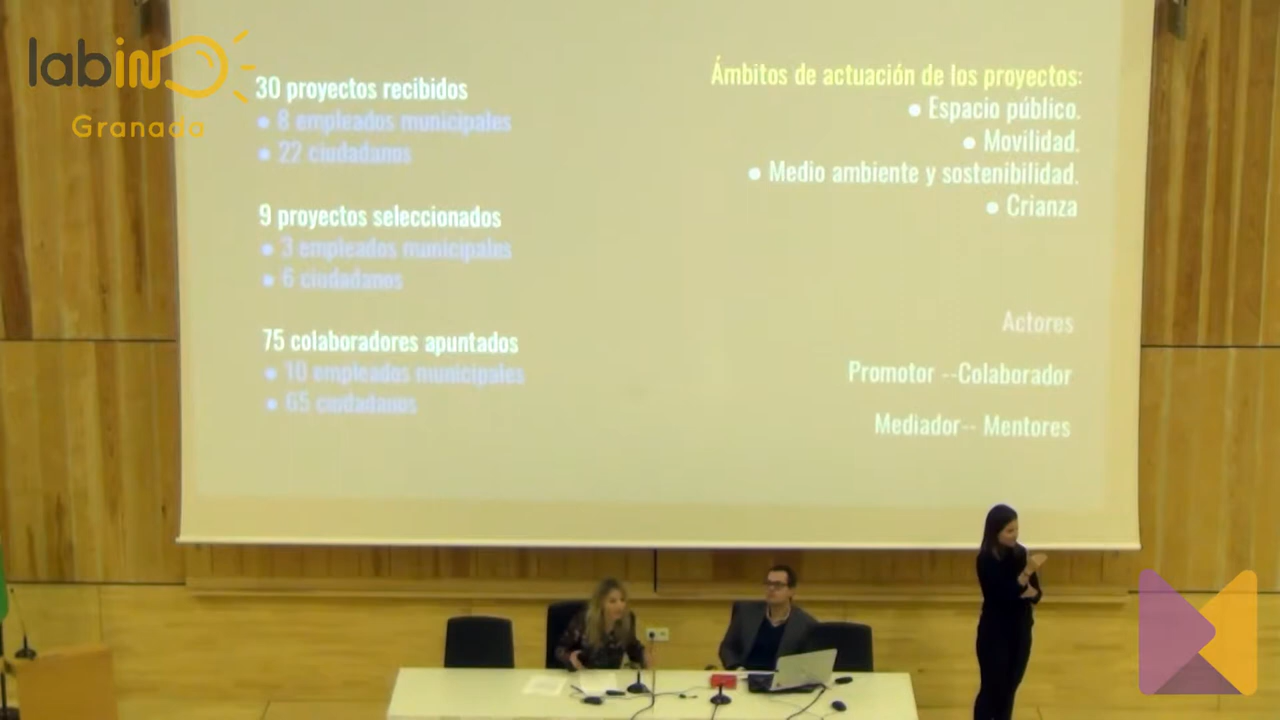 labin
Granada
30 proyectos recibidos
• 8 empleados municipales
• 22 ciudadanos
9 proyectos seleccionados
• 3 empleados municipales
• 6 ciudadanos
75 colaboradores apuntados
• 10 empleados municipales
• 65 ciudadanos
Ámbitos de actuación de los proyectos:
• Espacio público.
• Movilidad.
• Medio ambiente y sostenibilidad.
• Crianza
Actores
Promotor --Colaborador
Mediador-- Mentores